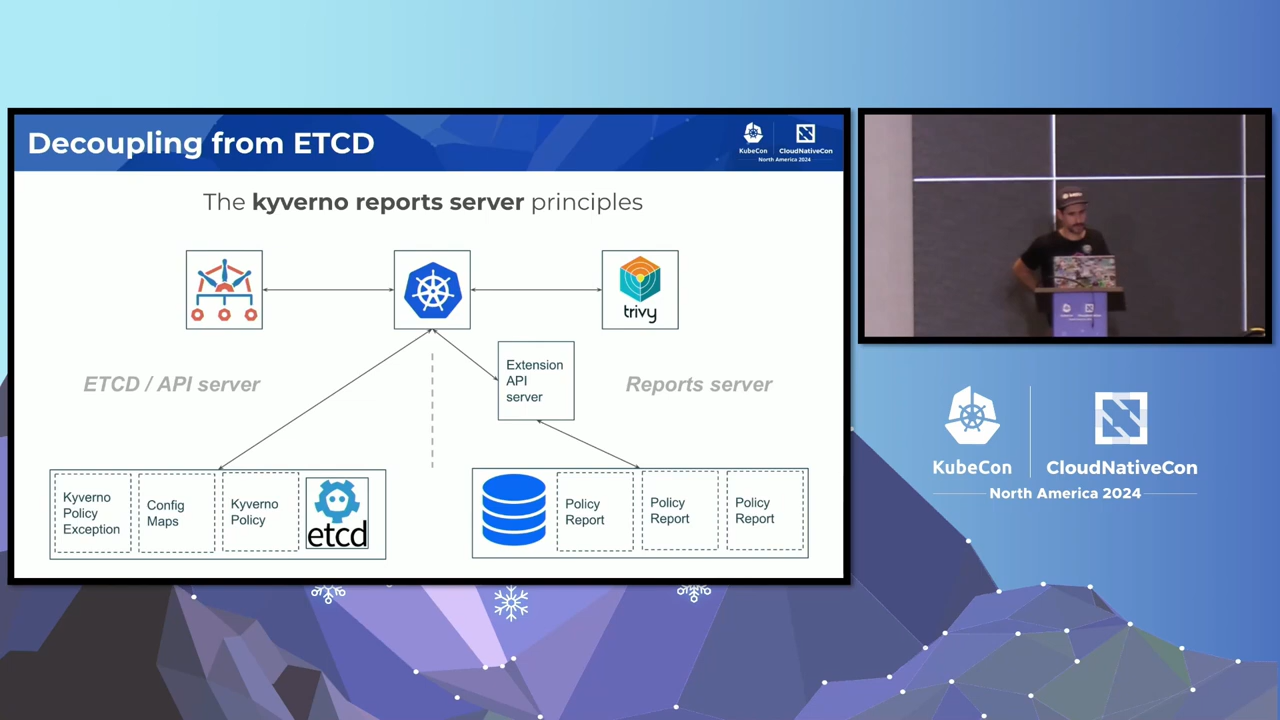 Decoupling from ETCD
KubeCon
CloudNativeCon
North America 2024
The kyverno reports server principles
trivy
Extension
API
server
ETCD / API server
Reports server
Kyverno
Policy
Exception
Config
Maps
Kyverno
Policy
etcd
Policy
Report
Policy
Report
Policy
Report
KubeCon
CloudNativeCon
North America 2024